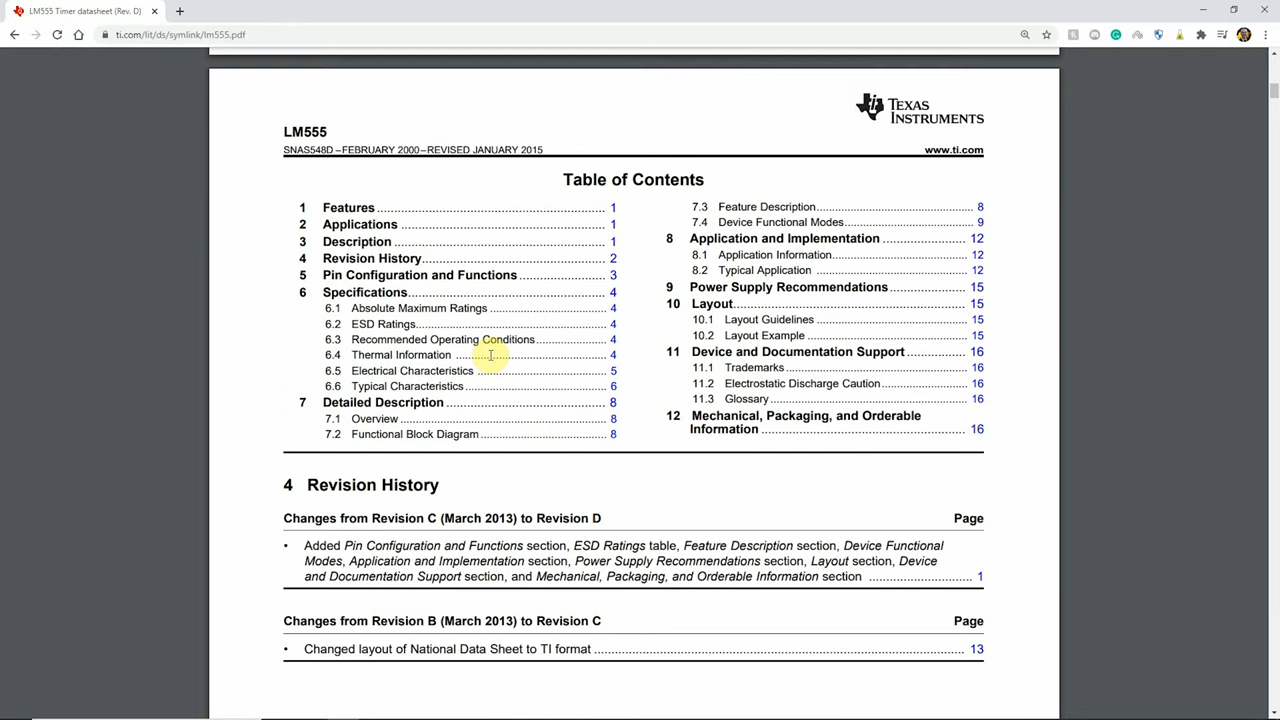 LM555 Timer datasheet (Rev. D)
ti.com/lit/ds/symlink/lm555.pdf
TEXAS
INSTRUMENTS
LM555
SNAS548D –FEBRUARY 2000–REVISED JANUARY 2015
www.ti.com
Table of Contents
1 Features ........................................................... 1
2 Applications .................................................... 1
3 Description ..................................................... 1
4 Revision History.............................................. 2
5 Pin Configuration and Functions ..................... 3
6 Specifications................................................. 4
6.1 Absolute Maximum Ratings .............................. 4
6.2 ESD Ratings................................................ 4
6.3 Recommended Operating Conditions................. 4
6.4 Thermal Information ...................................... 4
6.5 Electrical Characteristics ................................ 5
6.6 Typical Characteristics................................... 6
7 Detailed Description ........................................ 8
7.1 Overview ..................................................... 8
7.2 Functional Block Diagram ............................... 8
7.3 Feature Description........................................ 8
7.4 Device Functional Modes................................ 9
8 Application and Implementation ..................... 12
8.1 Application Information................................... 12
8.2 Typical Application ....................................... 12
9 Power Supply Recommendations ................... 15
10 Layout.......................................................... 15
10.1 Layout Guidelines ....................................... 15
10.2 Layout Example ......................................... 15
11 Device and Documentation Support ............... 16
11.1 Trademarks ............................................... 16
11.2 Electrostatic Discharge Caution...................... 16
11.3 Glossary ................................................... 16
12 Mechanical, Packaging, and Orderable
Information ........................................................ 16
4 Revision History
Changes from Revision C (March 2013) to Revision D Page
• Added Pin Configuration and Functions section, ESD Ratings table, Feature Description section, Device Functional
Modes, Application and Implementation section, Power Supply Recommendations section, Layout section, Device
and Documentation Support section, and Mechanical, Packaging, and Orderable Information section ........................ 1
Changes from Revision B (March 2013) to Revision C Page
• Changed layout of National Data Sheet to TI format .................................................................................... 13